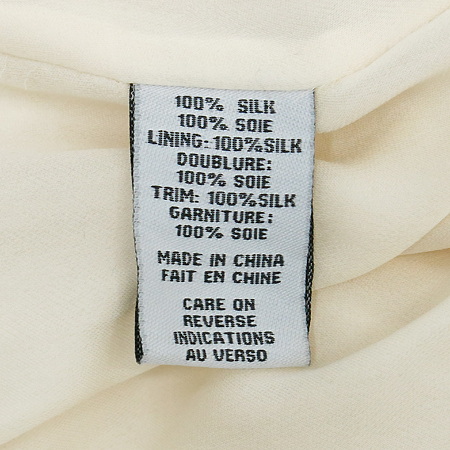 100% SILK
100% SOIE
LINING: 100%SILK
DOUBLURE:
100% SOIE
TRIM: 100%SILK
GARNITURE:
100% SOIE
MADE IN CHINA
FAIT EN CHINE
CARE ON
REVERSE
INDICATIONS
AU VERSO